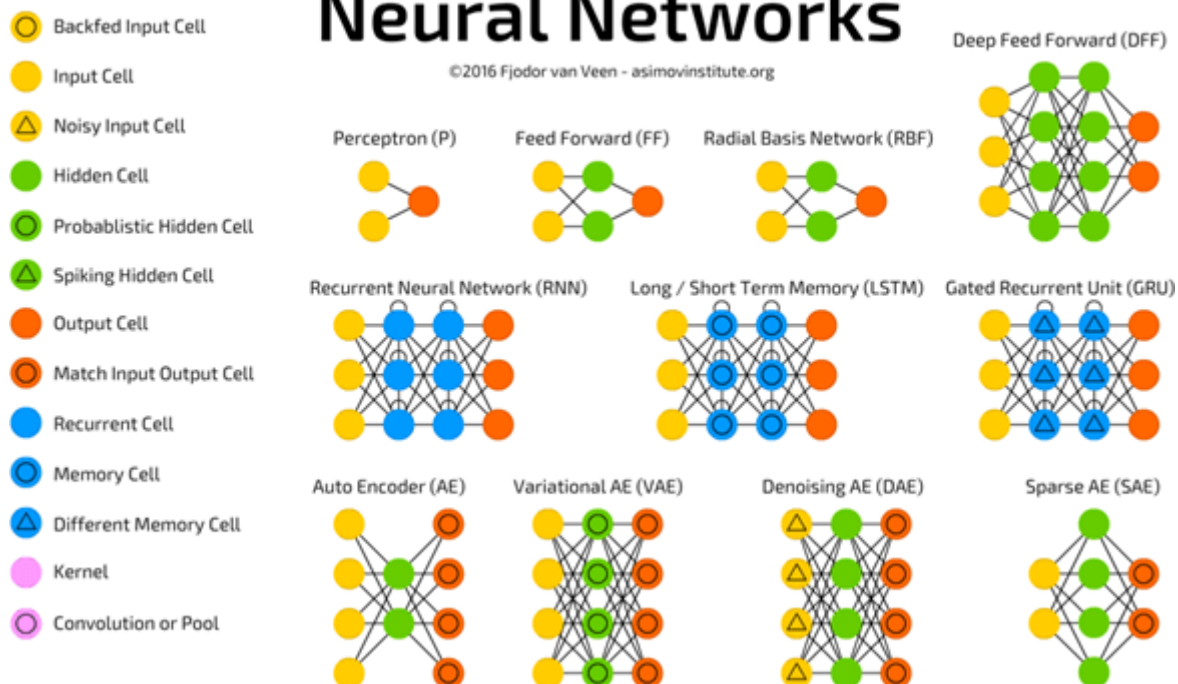 Neural Networks
©2016 Fjodor van Veen - asimovinstitute.org
Backfed Input Cell
Input Cell
Noisy Input Cell
Hidden Cell
Probablistic Hidden Cell
Spiking Hidden Cell
Output Cell
Match Input Output Cell
Recurrent Cell
Memory Cell
Different Memory Cell
Kernel
Convolution or Pool
Deep Feed Forward (DFF)
Perceptron (P)
Feed Forward (FF)
Radial Basis Network (RBF)
Recurrent Neural Network (RNN)
Long / Short Term Memory (LSTM)
Gated Recurrent Unit (GRU)
Auto Encoder (AE)
Variational AE (VAE)
Denoising AE (DAE)
Sparse AE (SAE)